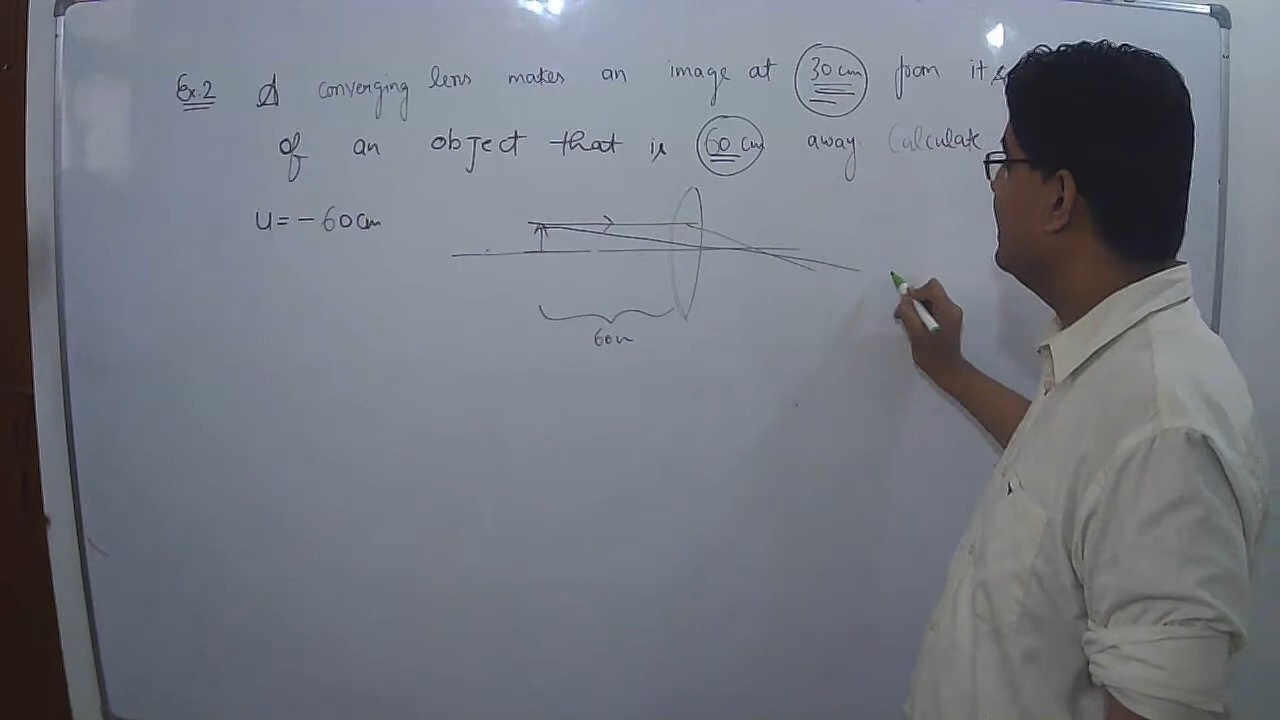 Ex.2 A converging lens makes an image at 30 cm from it
of an object that is 60 cm away. Calculate
u = - 60 cm
60cm